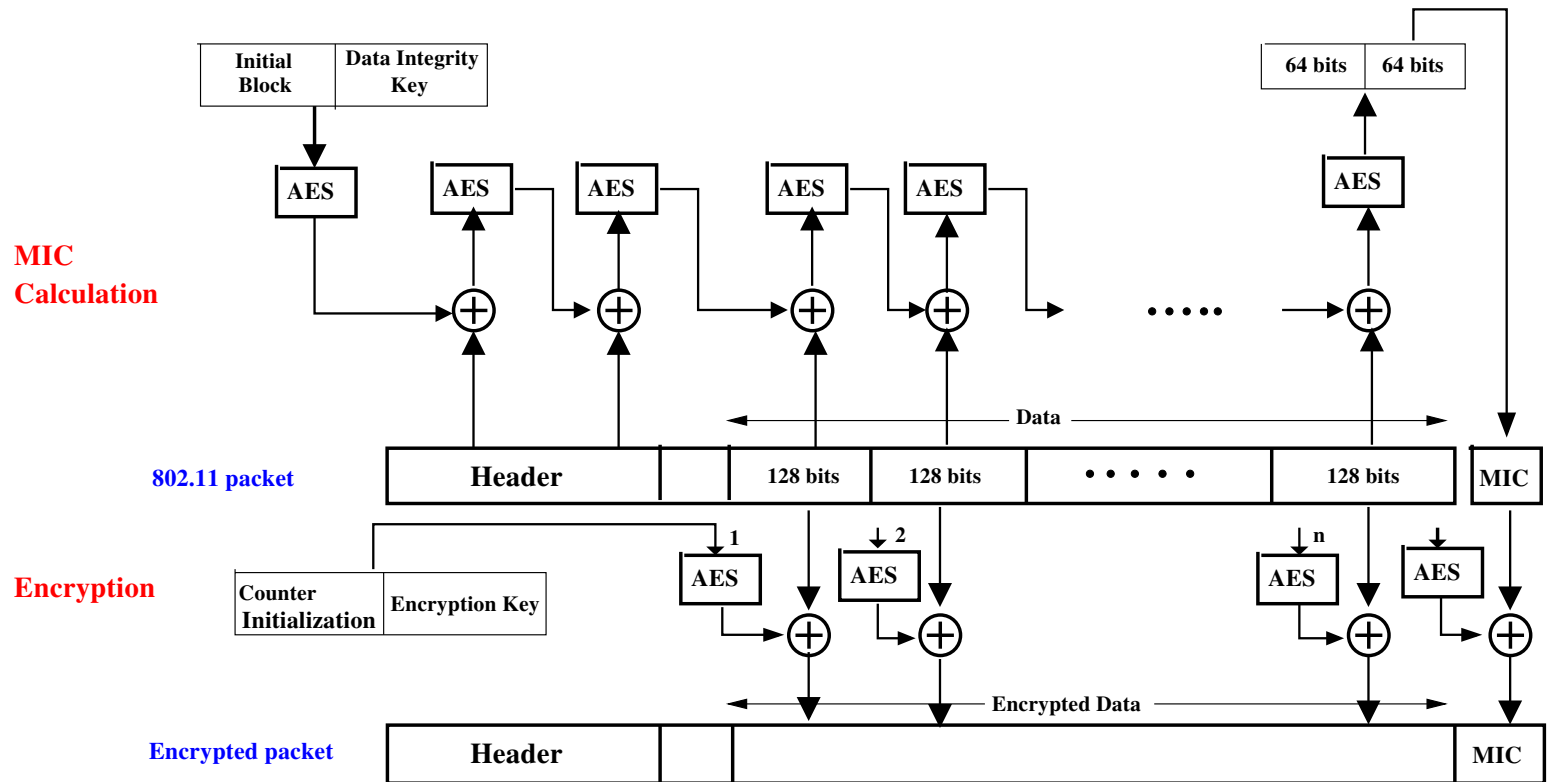 Initial
Block
Data Integrity
Key
64 bits
64 bits
AES
AES
AES
AES
AES
AES
MIC
Calculation
Data
802.11 packet
Header
128 bits
128 bits
128 bits
MIC
1
2
n
AES
AES
AES
AES
Encryption
Counter
Initialization
Encryption Key
Encrypted Data
Encrypted packet
Header
MIC